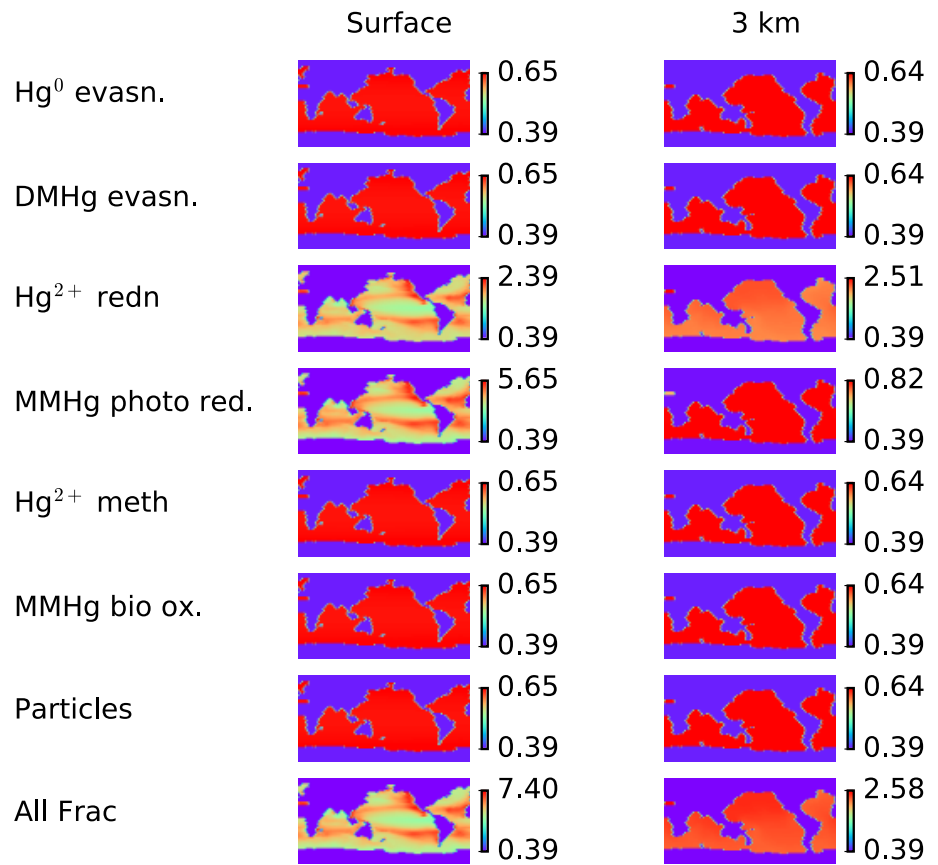 Surface 3 km
Hg⁰ evasn. 0.65 0.39 0.64 0.39
DMHg evasn. 0.65 0.39 0.64 0.39
Hg²⁺ redn 2.39 0.39 2.51 0.39
MMHg photo red. 5.65 0.39 0.82 0.39
Hg²⁺ meth 0.65 0.39 0.64 0.39
MMHg bio ox. 0.65 0.39 0.64 0.39
Particles 0.65 0.39 0.64 0.39
All Frac 7.40 0.39 2.58 0.39